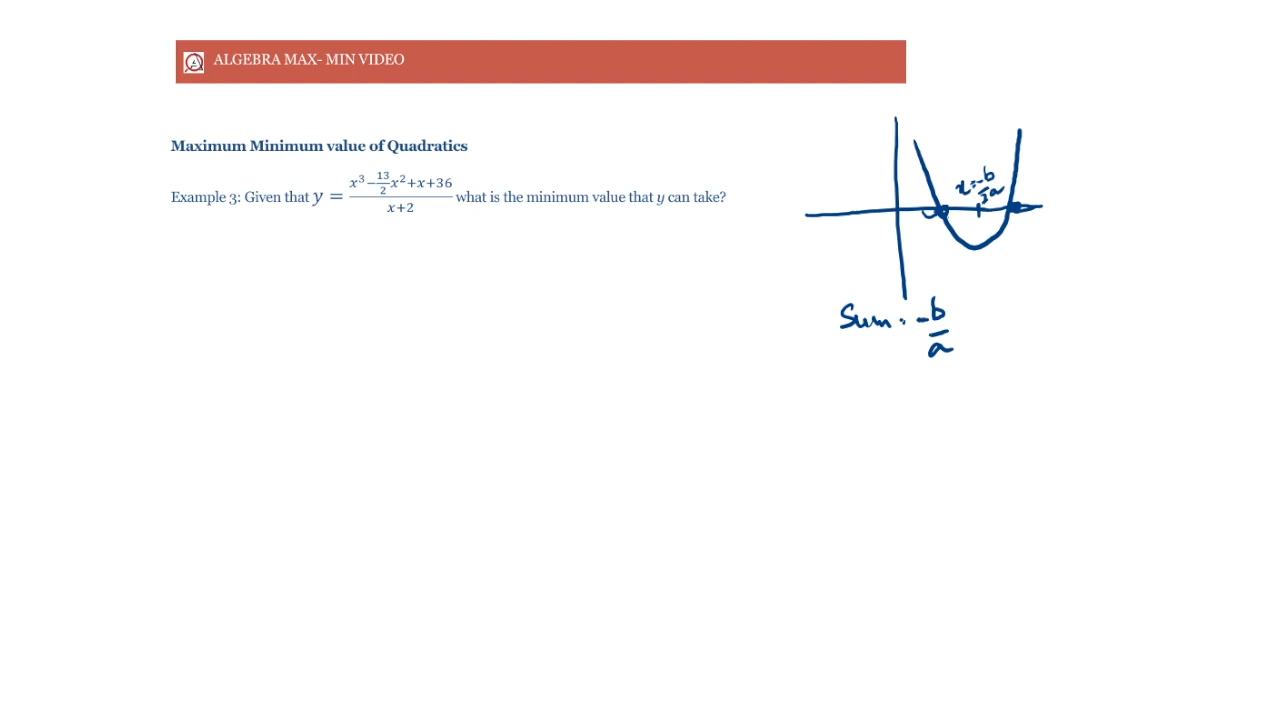 ALGEBRA MAX- MIN VIDEO
Maximum Minimum value of Quadratics
Example 3: Given that y = (x³ − 13/2 x² + x + 36)/(x+2) what is the minimum value that y can take?
x = -b/2a
Sum = -b/a